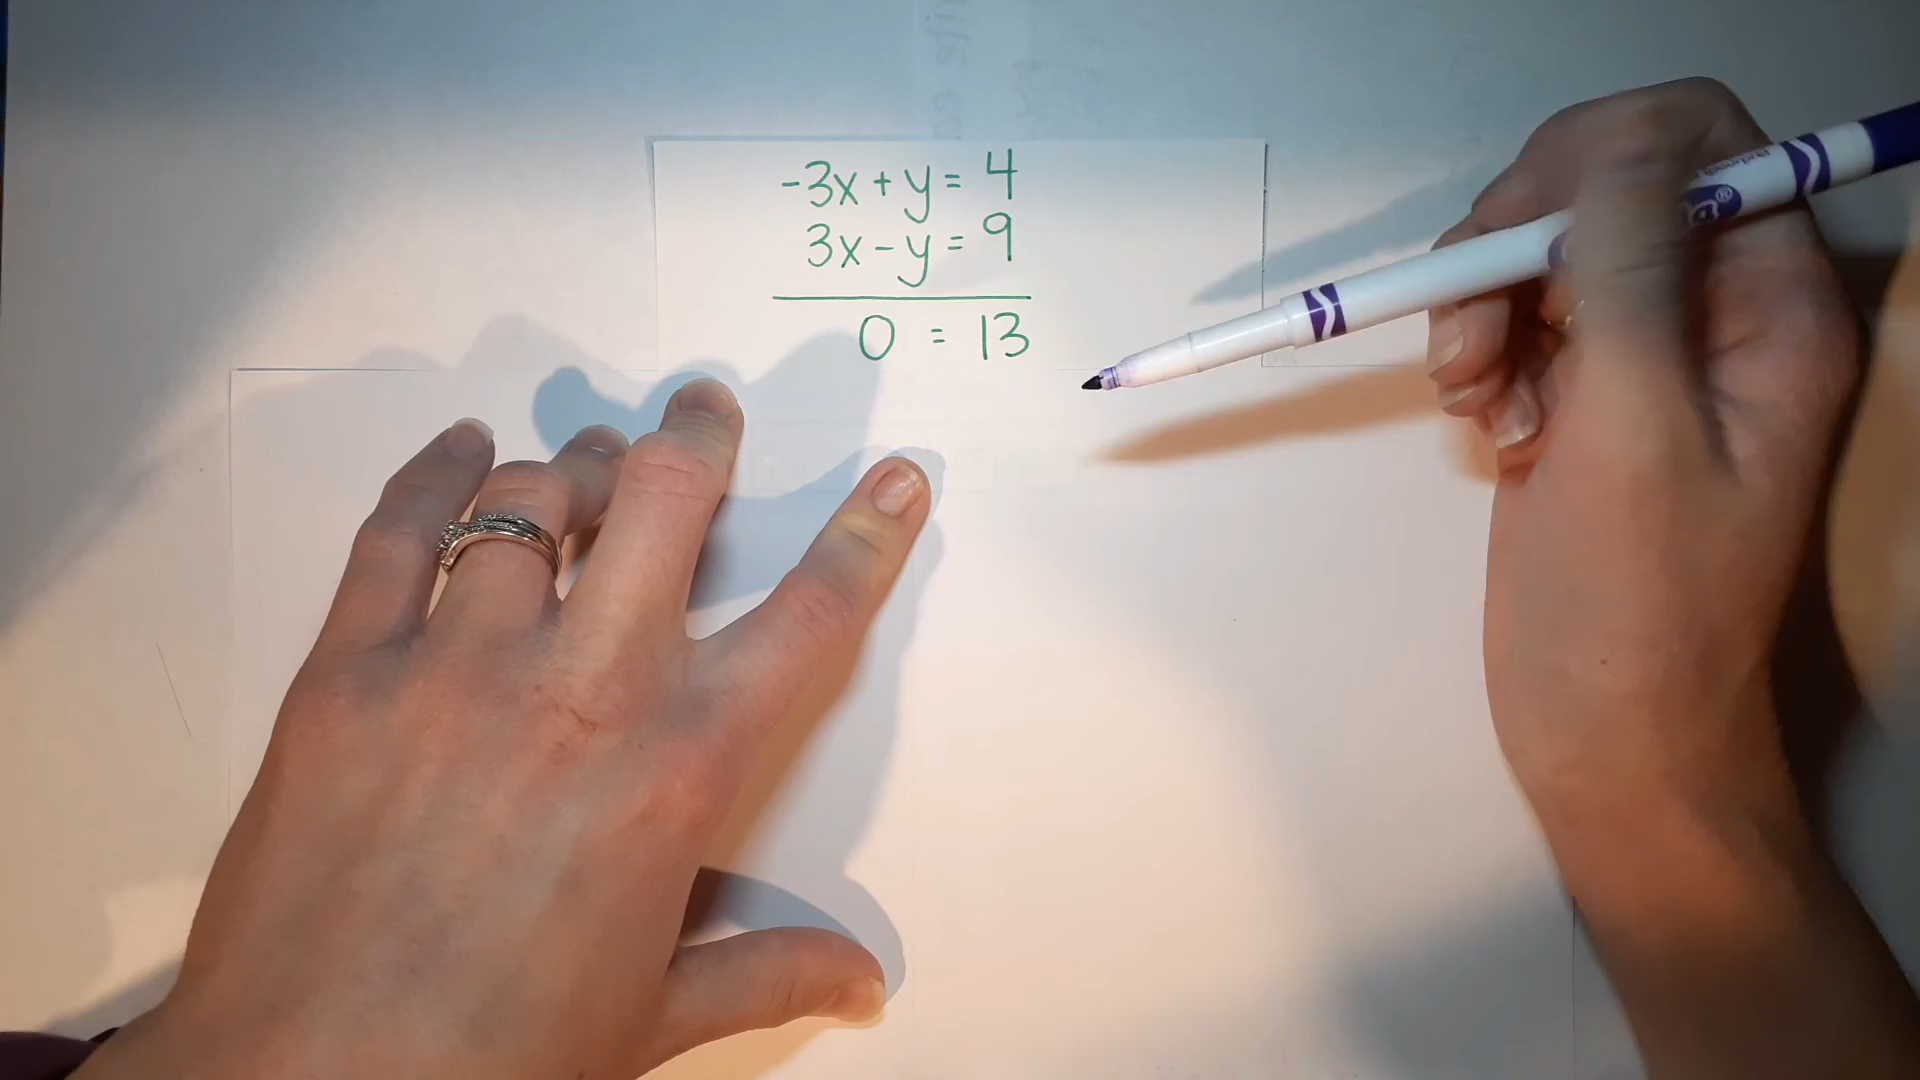 -3x+y= 4
3x-y= 9
0 = 13